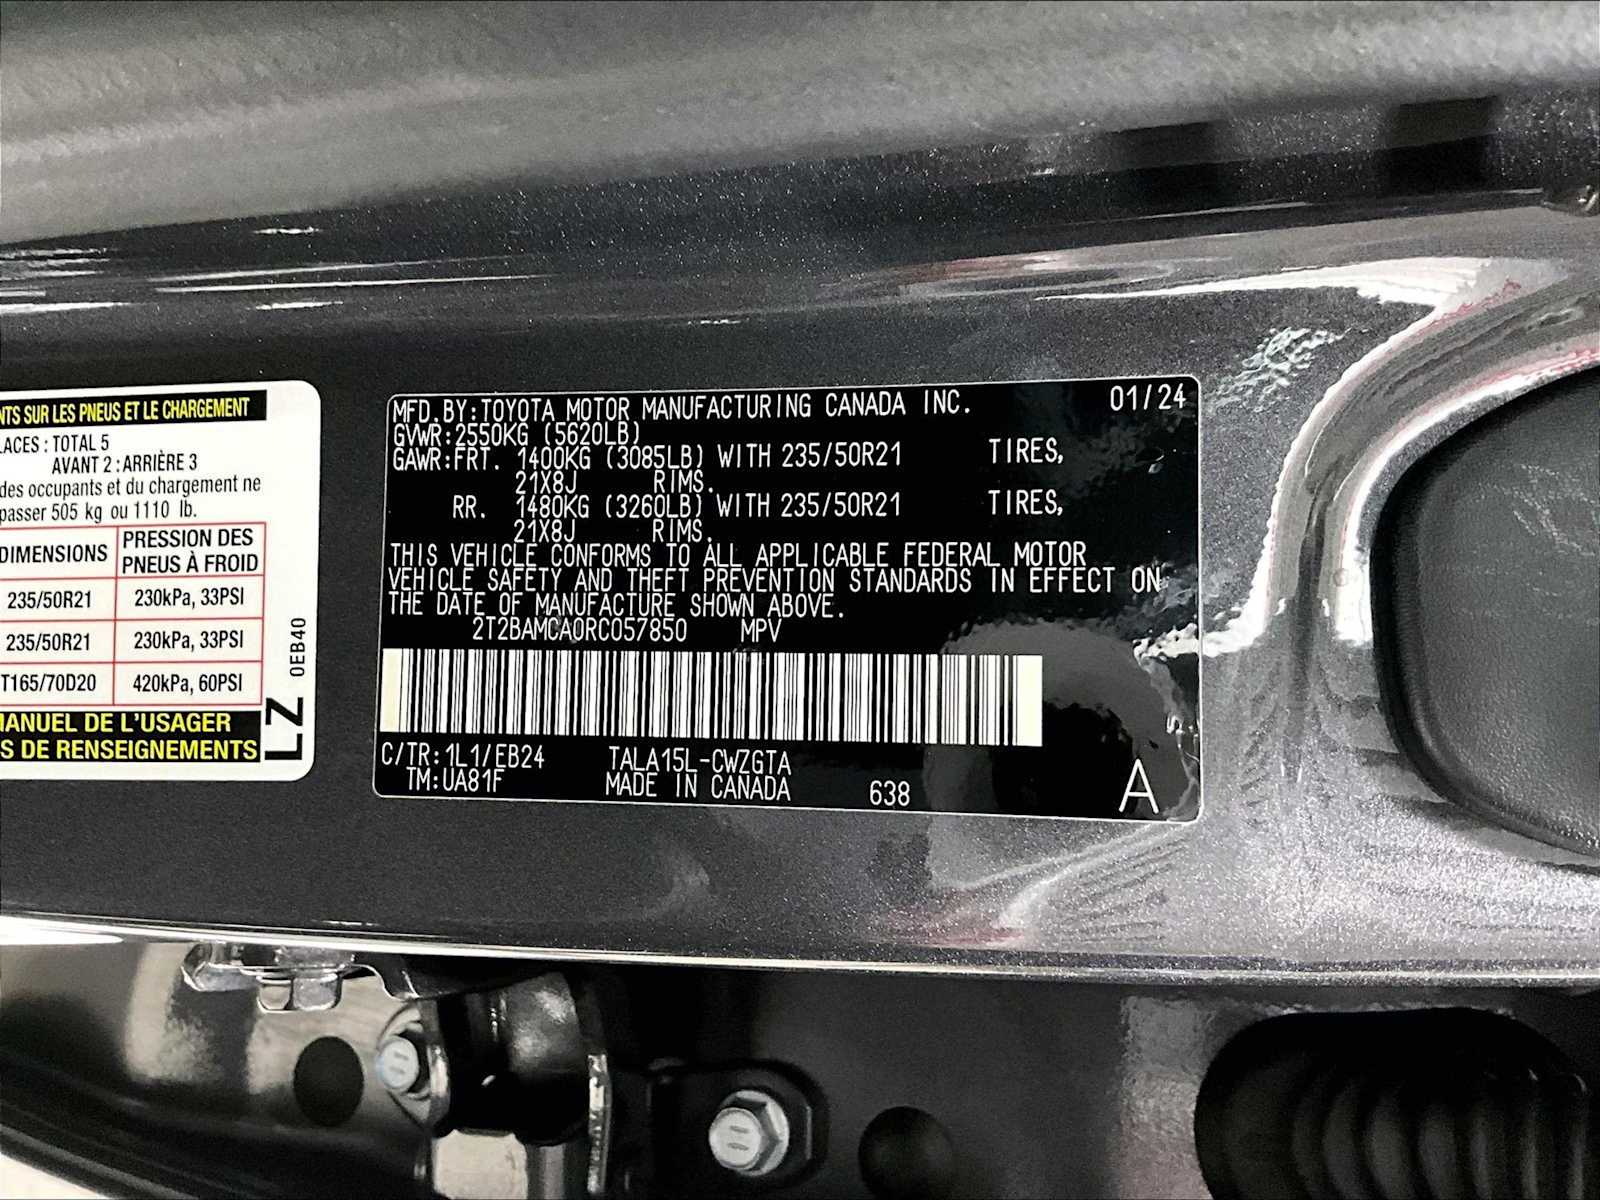 NTS SUR LES PNEUS ET LE CHARGEMENT
LACES : TOTAL 5
AVANT 2 : ARRIÈRE 3
des occupants et du chargement ne
passer 505 kg ou 1110 lb.
DIMENSIONS PRESSION DES PNEUS À FROID
235/50R21 230kPa, 33PSI
235/50R21 230kPa, 33PSI
T165/70D20 420kPa, 60PSI
MANUEL DE L'USAGER
S DE RENSEIGNEMENTS
LZ 0EB40
MFD.BY:TOYOTA MOTOR MANUFACTURING CANADA INC. 01/24
GVWR:2550KG (5620LB)
GAWR:FRT. 1400KG (3085LB) WITH 235/50R21 TIRES,
21X8J RIMS.
RR. 1480KG (3260LB) WITH 235/50R21 TIRES,
21X8J RIMS.
THIS VEHICLE CONFORMS TO ALL APPLICABLE FEDERAL MOTOR
VEHICLE SAFETY AND THEFT PREVENTION STANDARDS IN EFFECT ON
THE DATE OF MANUFACTURE SHOWN ABOVE.
2T2BAMCA0RC057850 MPV
C/TR:1L1/EB24 TALA15L-CWZGTA
TM:UA81F MADE IN CANADA 638 A